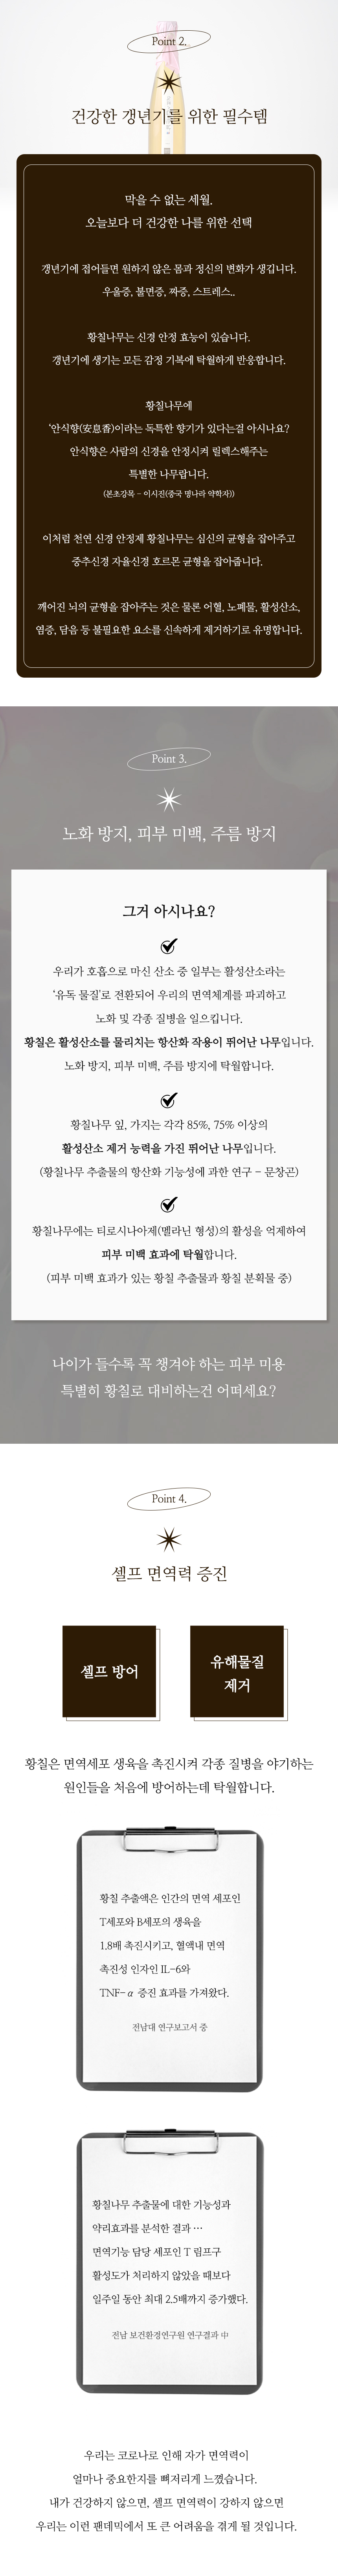 Point 2.
건강한 갱년기를 위한 필수템
막을 수 없는 세월.
오늘보다 더 건강한 나를 위한 선택
갱년기에 접어들면 원하지 않은 몸과 정신의 변화가 생깁니다.
우울증, 불면증, 짜증, 스트레스..
황칠나무는 신경 안정 효능이 있습니다.
갱년기에 생기는 모든 감정 기복에 탁월하게 반응합니다.
황칠나무에
‘안식향(安息香)이라는 독특한 향기가 있다는걸 아시나요?
안식향은 사람의 신경을 안정시켜 릴렉스해주는
특별한 나무랍니다.
(본초강목 - 이시진(중국 명나라 약학자))
이처럼 천연 신경 안정제 황칠나무는 심신의 균형을 잡아주고
중추신경 자율신경 호르몬 균형을 잡아줍니다.
깨어진 뇌의 균형을 잡아주는 것은 물론 어혈, 노폐물, 활성산소,
염증, 담음 등 불필요한 요소를 신속하게 제거하기로 유명합니다.
Point 3.
노화 방지, 피부 미백, 주름 방지
그거 아시나요?
우리가 호흡으로 마신 산소 중 일부는 활성산소라는
‘유독 물질'로 전환되어 우리의 면역체계를 파괴하고
노화 및 각종 질병을 일으킵니다.
황칠은 활성산소를 물리치는 항산화 작용이 뛰어난 나무입니다.
노화 방지, 피부 미백, 주름 방지에 탁월합니다.
황칠나무 잎, 가지는 각각 85%, 75% 이상의
활성산소 제거 능력을 가진 뛰어난 나무입니다.
(황칠나무 추출물의 항산화 기능성에 과한 연구 - 문창곤)
황칠나무에는 티로시나아제(멜라닌 형성)의 활성을 억제하여
피부 미백 효과에 탁월합니다.
(피부 미백 효과가 있는 황칠 추출물과 황칠 분획물 중)
나이가 들수록 꼭 챙겨야 하는 피부 미용
특별히 황칠로 대비하는건 어떠세요?
Point 4.
셀프 면역력 증진
셀프 방어
유해물질
제거
황칠은 면역세포 생육을 촉진시켜 각종 질병을 야기하는
원인들을 처음에 방어하는데 탁월합니다.
황칠 추출액은 인간의 면역 세포인
T세포와 B세포의 생육을
1.8배 촉진시키고, 혈액내 면역
촉진성 인자인 IL-6와
TNF-α 증진 효과를 가져왔다.
전남대 연구보고서 중
황칠나무 추출물에 대한 기능성과
약리효과를 분석한 결과 …
면역기능 담당 세포인 T 림프구
활성도가 처리하지 않았을 때보다
일주일 동안 최대 2.5배까지 증가했다.
전남 보건환경연구원 연구결과 中
우리는 코로나로 인해 자가 면역력이
얼마나 중요한지를 뼈저리게 느꼈습니다.
내가 건강하지 않으면, 셀프 면역력이 강하지 않으면
우리는 이런 팬데믹에서 또 큰 어려움을 겪게 될 것입니다.